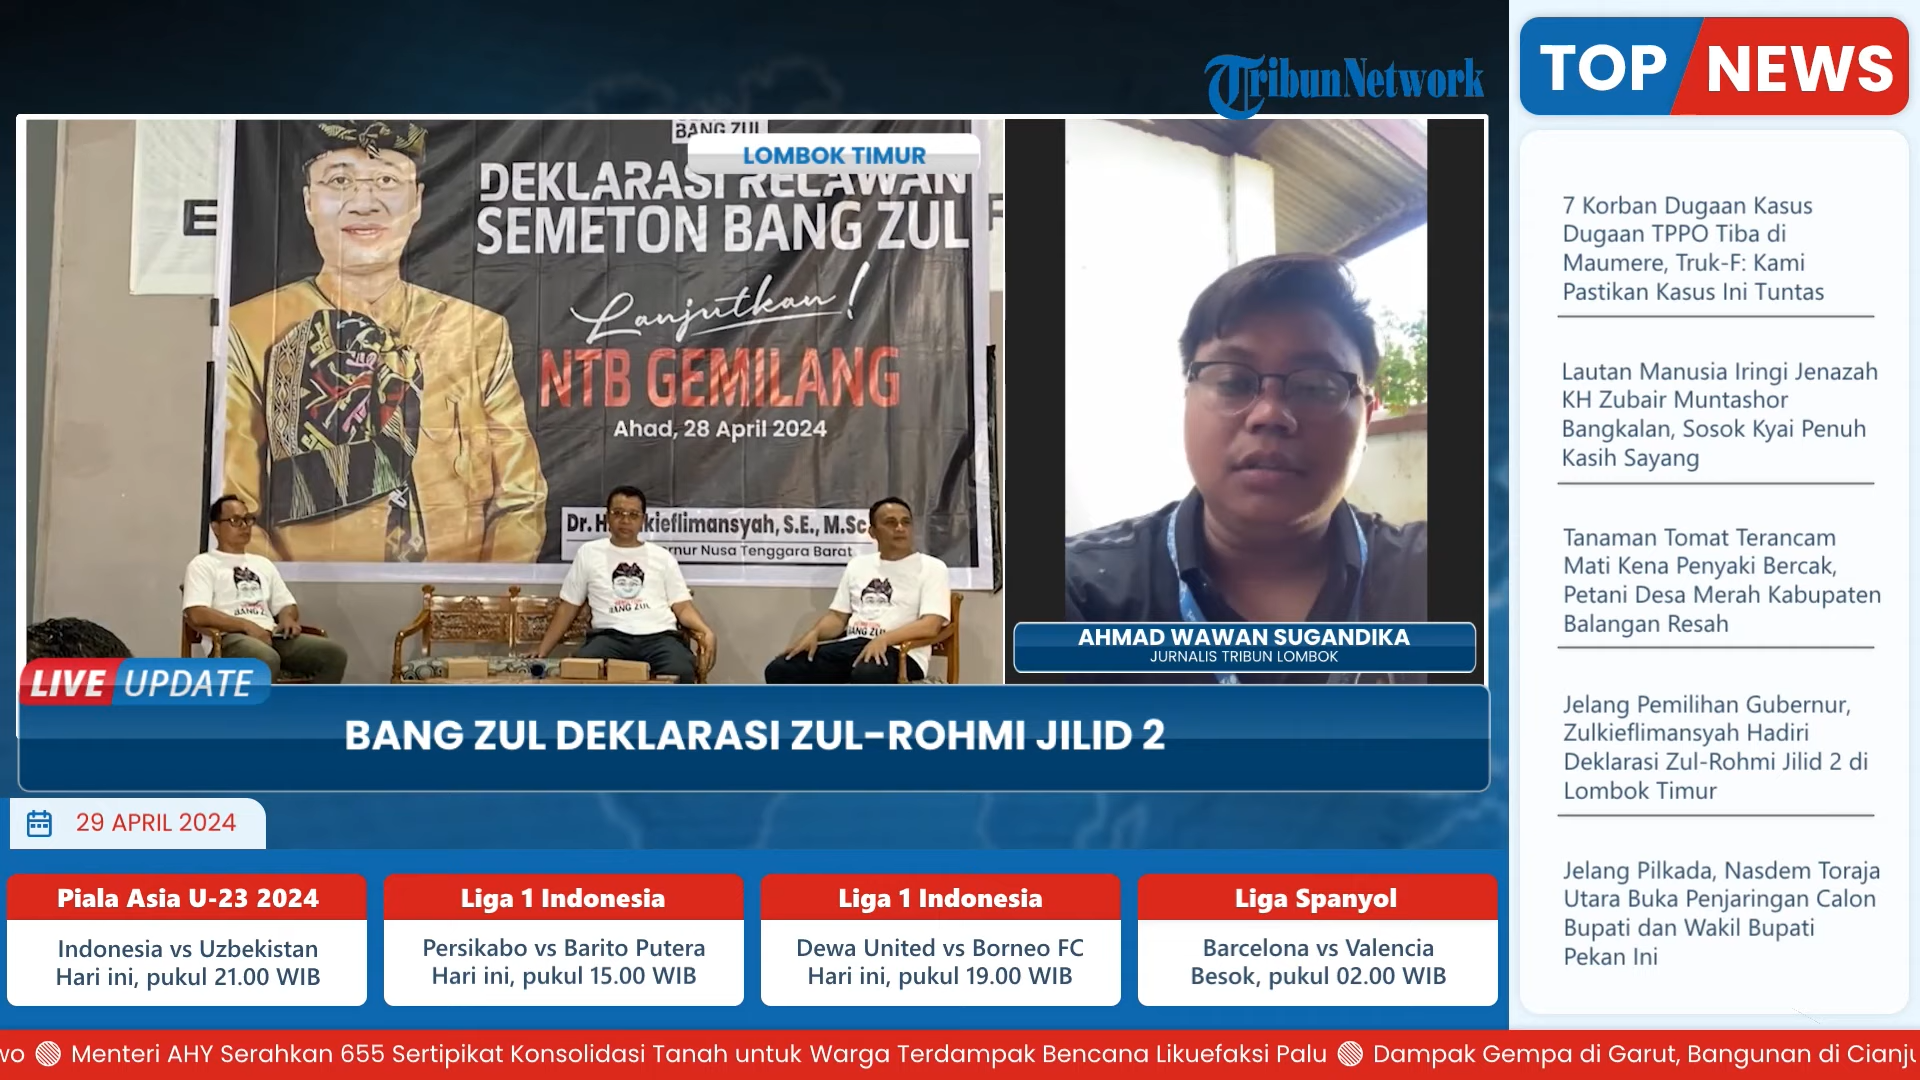 TribunNetwork
TOP NEWS
BANG ZUL
LOMBOK TIMUR
DEKLARASI RELAWAN
SEMETON BANG ZUL
Lanjutkan!
NTB GEMILANG
Ahad, 28 April 2024
Dr. H. kieflimansyah, S.E., M.Sc
rnur Nusa Tenggara Barat
BANG ZUL
BANG ZUL
AHMAD WAWAN SUGANDIKA
JURNALIS TRIBUN LOMBOK
LIVE UPDATE
BANG ZUL DEKLARASI ZUL-ROHMI JILID 2
29 APRIL 2024
Piala Asia U-23 2024
Indonesia vs Uzbekistan
Hari ini, pukul 21.00 WIB
Liga 1 Indonesia
Persikabo vs Barito Putera
Hari ini, pukul 15.00 WIB
Liga 1 Indonesia
Dewa United vs Borneo FC
Hari ini, pukul 19.00 WIB
Liga Spanyol
Barcelona vs Valencia
Besok, pukul 02.00 WIB
7 Korban Dugaan Kasus
Dugaan TPPO Tiba di
Maumere, Truk-F: Kami
Pastikan Kasus Ini Tuntas
Lautan Manusia Iringi Jenazah
KH Zubair Muntashor
Bangkalan, Sosok Kyai Penuh
Kasih Sayang
Tanaman Tomat Terancam
Mati Kena Penyaki Bercak,
Petani Desa Merah Kabupaten
Balangan Resah
Jelang Pemilihan Gubernur,
Zulkieflimansyah Hadiri
Deklarasi Zul-Rohmi Jilid 2 di
Lombok Timur
Jelang Pilkada, Nasdem Toraja
Utara Buka Penjaringan Calon
Bupati dan Wakil Bupati
Pekan Ini
wo Menteri AHY Serahkan 655 Sertipikat Konsolidasi Tanah untuk Warga Terdampak Bencana Likuefaksi Palu Dampak Gempa di Garut, Bangunan di Cianju